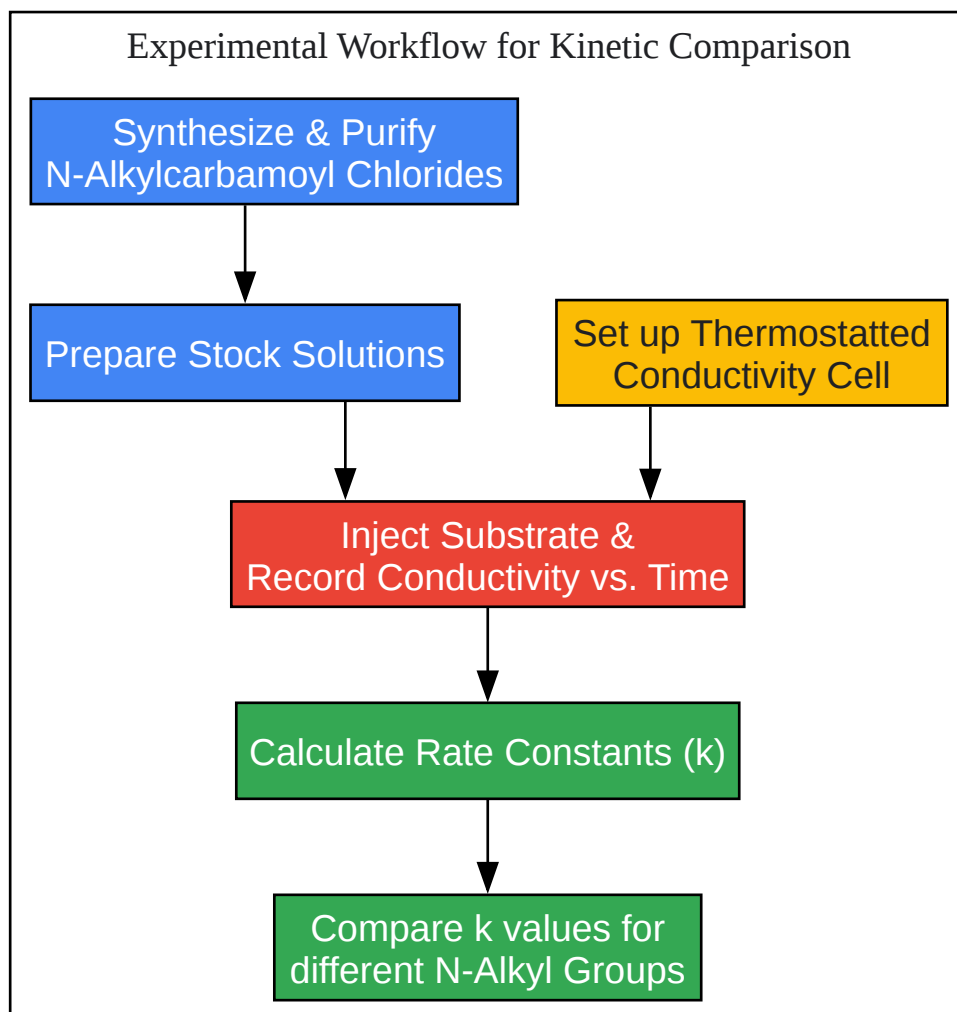 Experimental Workflow for Kinetic Comparison
Synthesize & Purify
N-Alkylcarbamoyl Chlorides
Prepare Stock Solutions
Set up Thermostatted
Conductivity Cell
Inject Substrate &
Record Conductivity vs. Time
Calculate Rate Constants (k)
Compare k values for
different N-Alkyl Groups